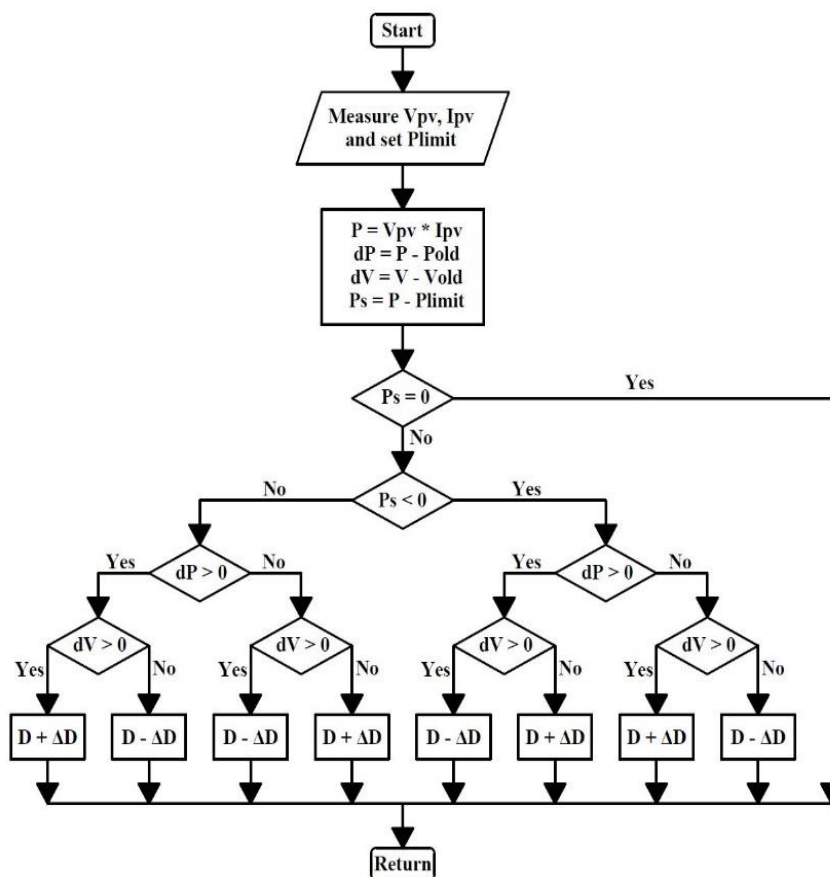 Start
Measure Vpv, Ipv
and set Plimit
P = Vpv * Ipv
dP = P - Pold
dV = V - Vold
Ps = P - Plimit
Ps = 0
Yes
No
Ps < 0
No
Yes
dP > 0
Yes
No
dP > 0
Yes
No
dV > 0
Yes
No
dV > 0
Yes
No
dV > 0
Yes
No
dV > 0
Yes
No
D + ΔD
D - ΔD
D - ΔD
D + ΔD
D - ΔD
D + ΔD
D + ΔD
D - ΔD
Return